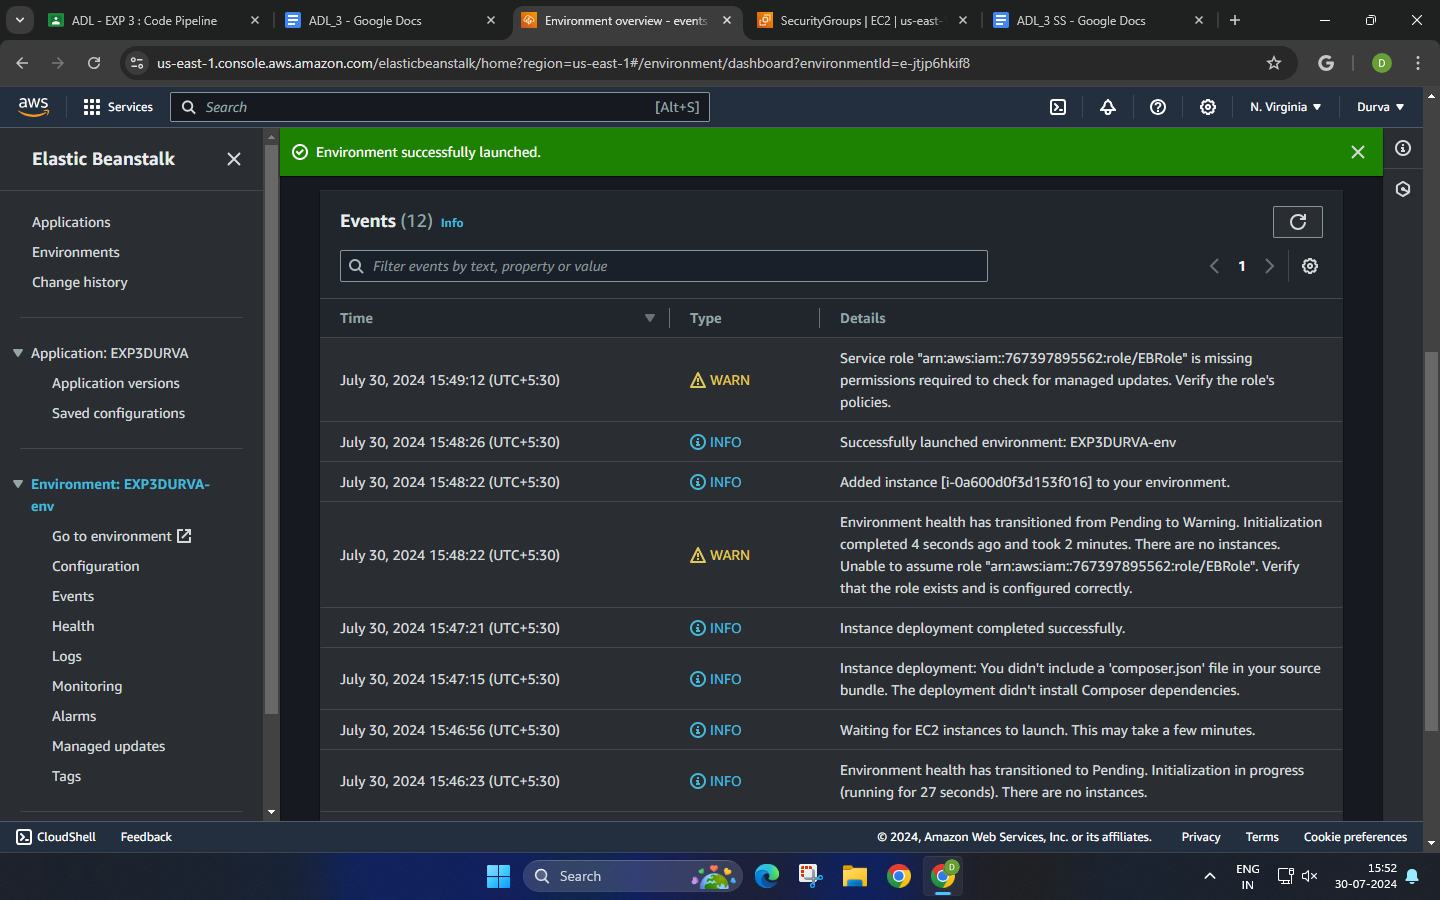 ADL - EXP 3 : Code Pipeline
ADL_3 - Google Docs
Environment overview - events
SecurityGroups | EC2 | us-east-
ADL_3 SS - Google Docs
us-east-1.console.aws.amazon.com/elasticbeanstalk/home?region=us-east-1#/environment/dashboard?environmentId=e-jtjp6hkif8
G
D
aws
Services
Search
[Alt+S]
N. Virginia
Durva
Elastic Beanstalk
Applications
Environments
Change history
Application: EXP3DURVA
Application versions
Saved configurations
Environment: EXP3DURVA-
env
Go to environment
Configuration
Events
Health
Logs
Monitoring
Alarms
Managed updates
Tags
Environment successfully launched.
Events (12) Info
Filter events by text, property or value
1
Time
Type
Details
July 30, 2024 15:49:12 (UTC+5:30)
WARN
Service role "arn:aws:iam::767397895562:role/EBRole" is missing
permissions required to check for managed updates. Verify the role's
policies.
July 30, 2024 15:48:26 (UTC+5:30)
INFO
Successfully launched environment: EXP3DURVA-env
July 30, 2024 15:48:22 (UTC+5:30)
INFO
Added instance [i-0a600d0f3d153f016] to your environment.
July 30, 2024 15:48:22 (UTC+5:30)
WARN
Environment health has transitioned from Pending to Warning. Initialization
completed 4 seconds ago and took 2 minutes. There are no instances.
Unable to assume role "arn:aws:iam::767397895562:role/EBRole". Verify
that the role exists and is configured correctly.
July 30, 2024 15:47:21 (UTC+5:30)
INFO
Instance deployment completed successfully.
July 30, 2024 15:47:15 (UTC+5:30)
INFO
Instance deployment: You didn't include a 'composer.json' file in your source
bundle. The deployment didn't install Composer dependencies.
July 30, 2024 15:46:56 (UTC+5:30)
INFO
Waiting for EC2 instances to launch. This may take a few minutes.
July 30, 2024 15:46:23 (UTC+5:30)
INFO
Environment health has transitioned to Pending. Initialization in progress
(running for 27 seconds). There are no instances.
CloudShell
Feedback
© 2024, Amazon Web Services, Inc. or its affiliates.
Privacy
Terms
Cookie preferences
Search
D
ENG
IN
15:52
30-07-2024